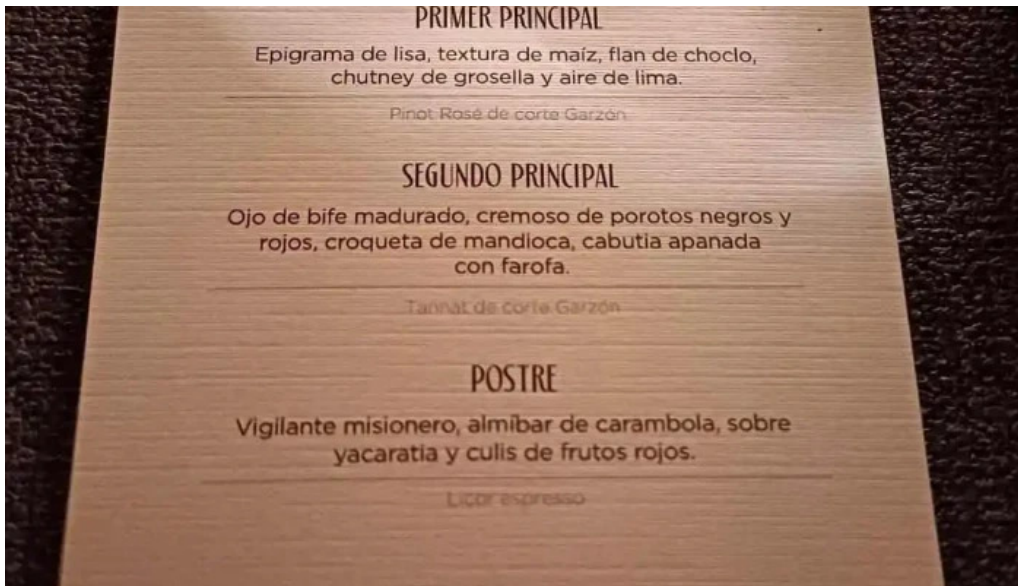 PRIMER PRINCIPAL
Epigrama de lisa, textura de maíz, flan de choclo,
chutney de grosella y aire de lima.
Pinot Rosé de corte Garzón
SEGUNDO PRINCIPAL
Ojo de bife madurado, cremoso de porotos negros y
rojos, croqueta de mandioca, cabutia apanada
con farofa.
Tannat de corte Garzón
POSTRE
Vigilante misionero, almíbar de carambola, sobre
yacaratia y culis de frutos rojos.
Licor espresso